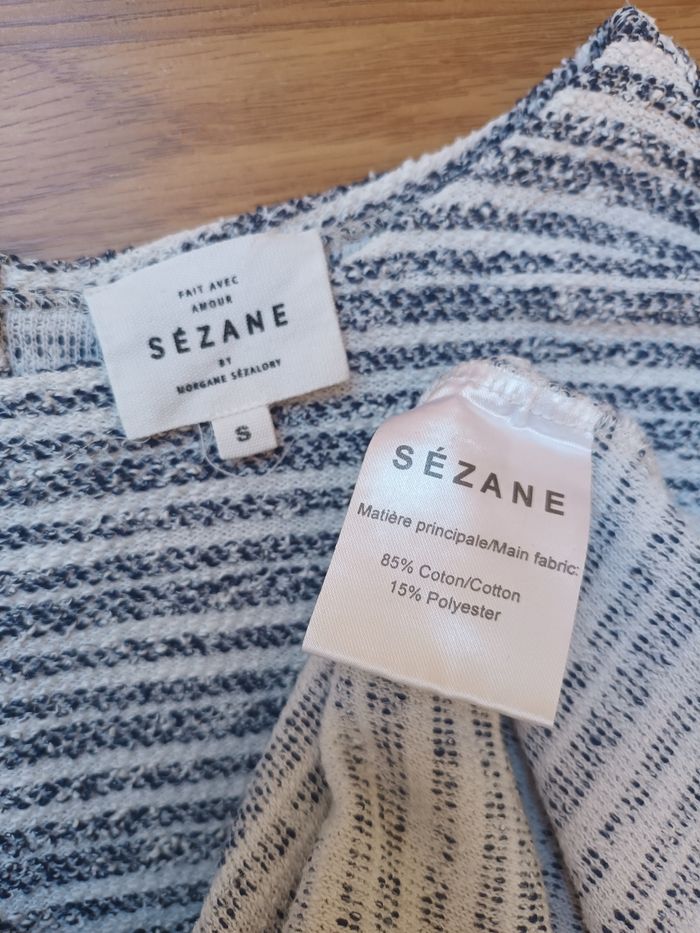 FAIT AVEC
AMOUR
SÉZANE
BY
MORGANE SÉZALORY
S
SÉZANE
Matière principale/Main fabric:
85% Coton/Cotton
15% Polyester